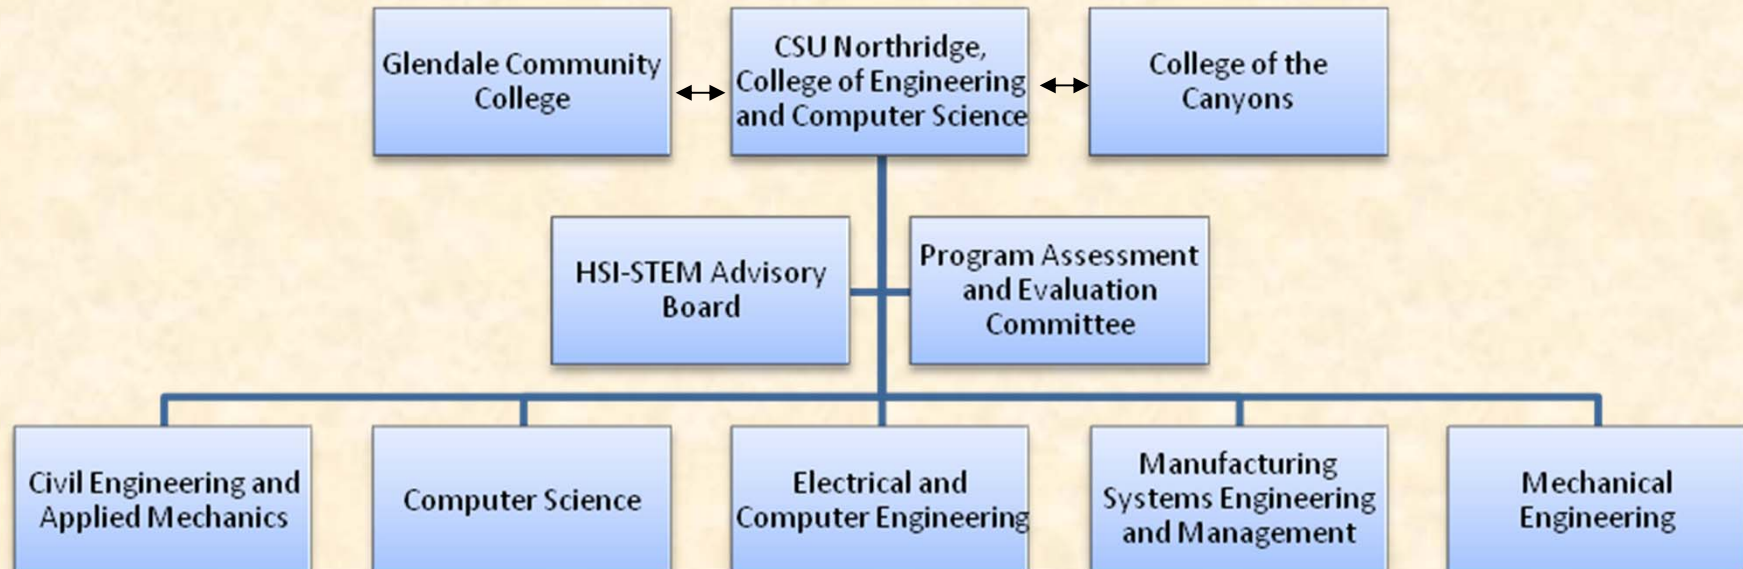 Glendale Community
College
CSU Northridge,
College of Engineering
and Computer Science
College of the
Canyons
HSI-STEM Advisory
Board
Program Assessment
and Evaluation
Committee
Civil Engineering and
Applied Mechanics
Computer Science
Electrical and
Computer Engineering
Manufacturing
Systems Engineering
and Management
Mechanical
Engineering